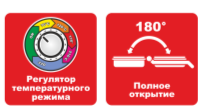 Регулятор
температурного
режима
180°
Полное
открытие